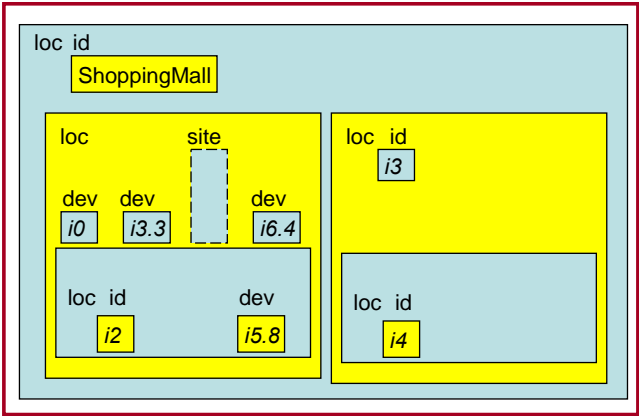 loc id
ShoppingMall
loc site
dev dev dev
i0 i3.3 i6.4
loc id dev
i2 i5.8
loc id
i3
loc id
i4